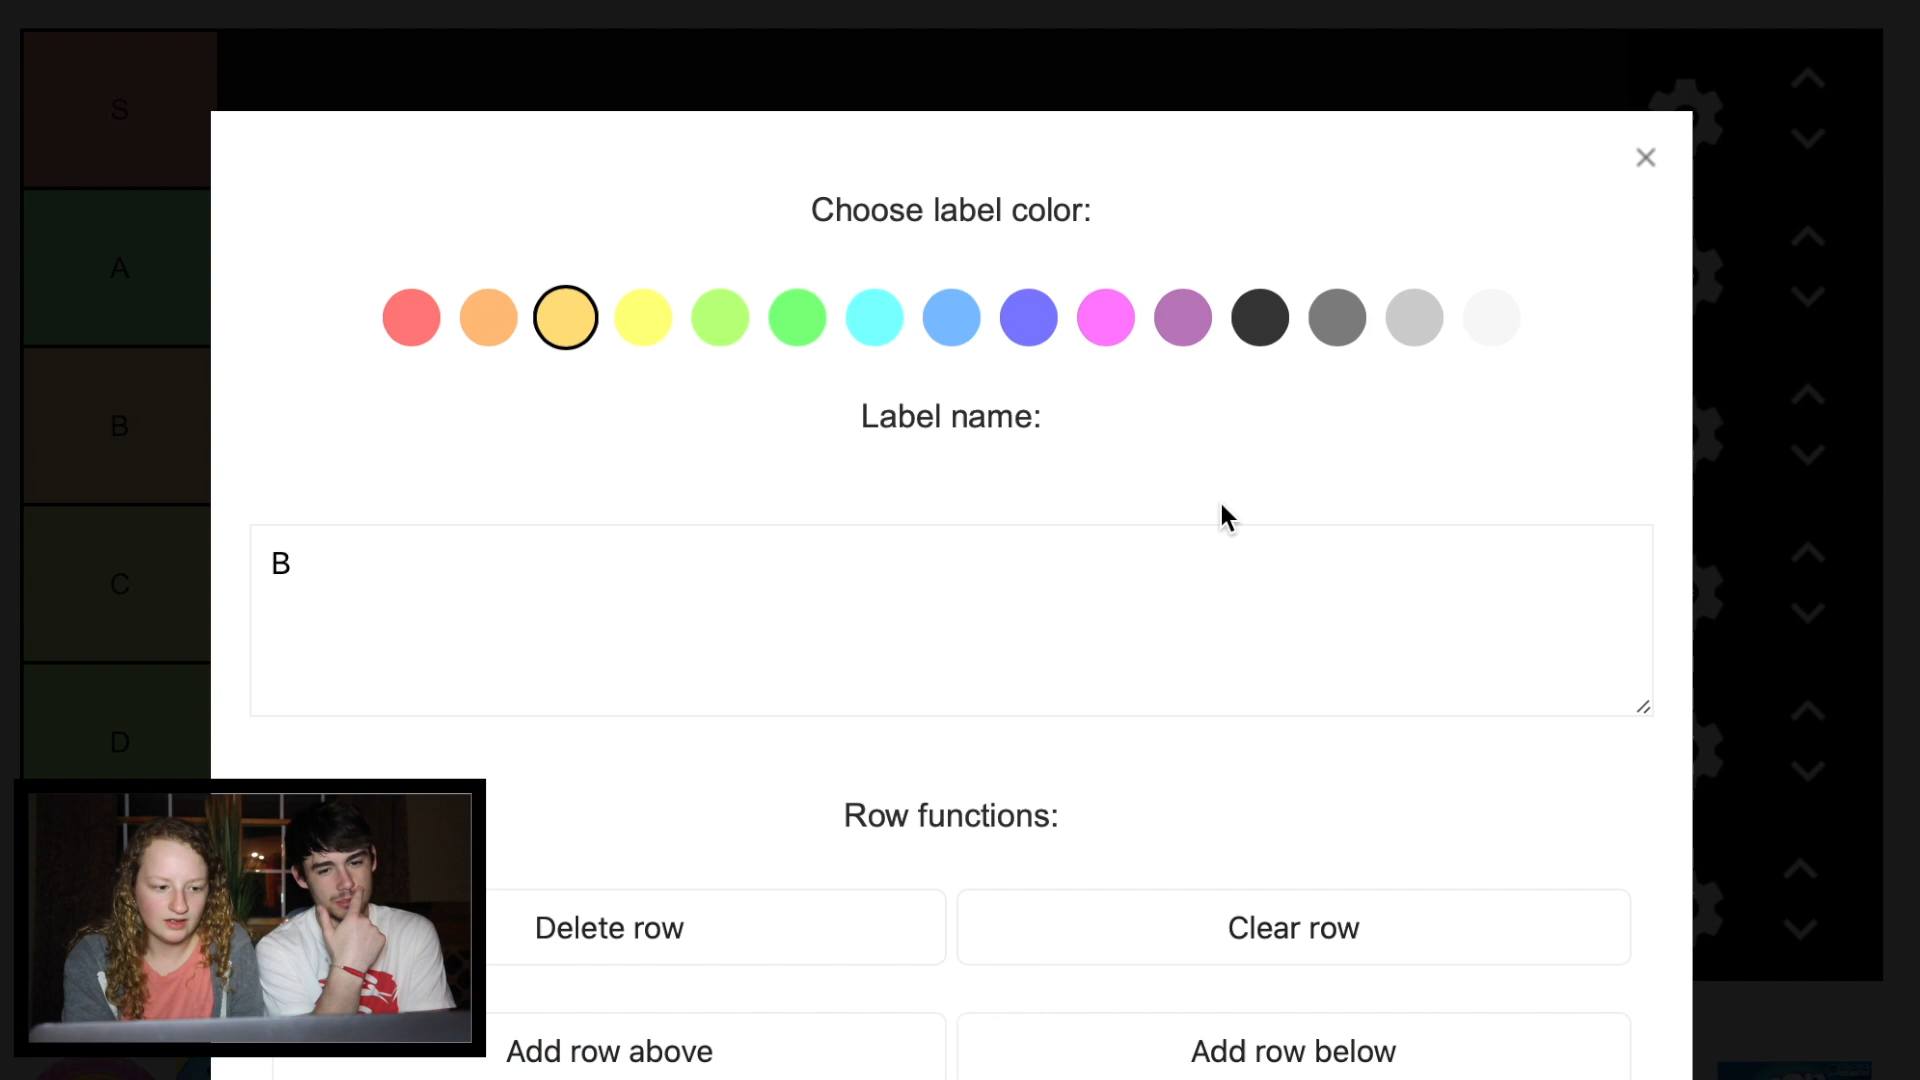 S
A
B
C
D
Choose label color:
Label name:
B
Row functions:
Delete row
Clear row
Add row above
Add row below